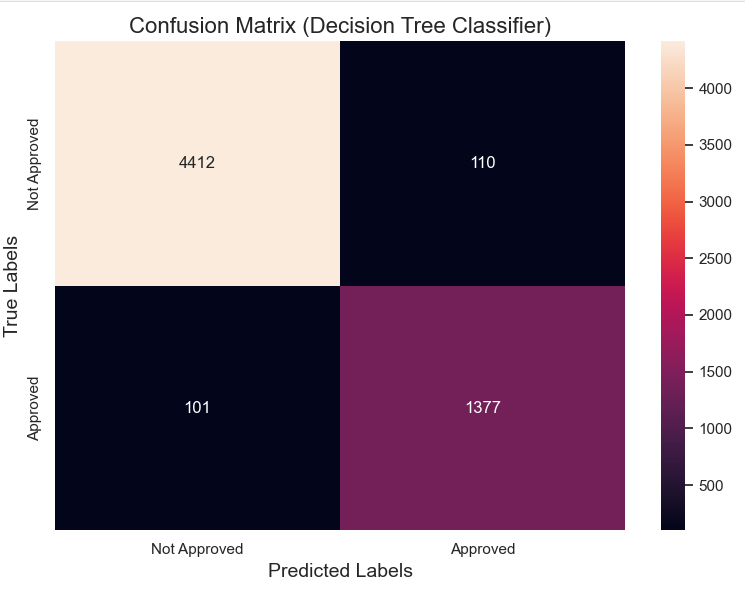 Confusion Matrix (Decision Tree Classifier)
True Labels
Not Approved
Approved
4412
110
101
1377
Not Approved
Approved
Predicted Labels
4000
3500
3000
2500
2000
1500
1000
500